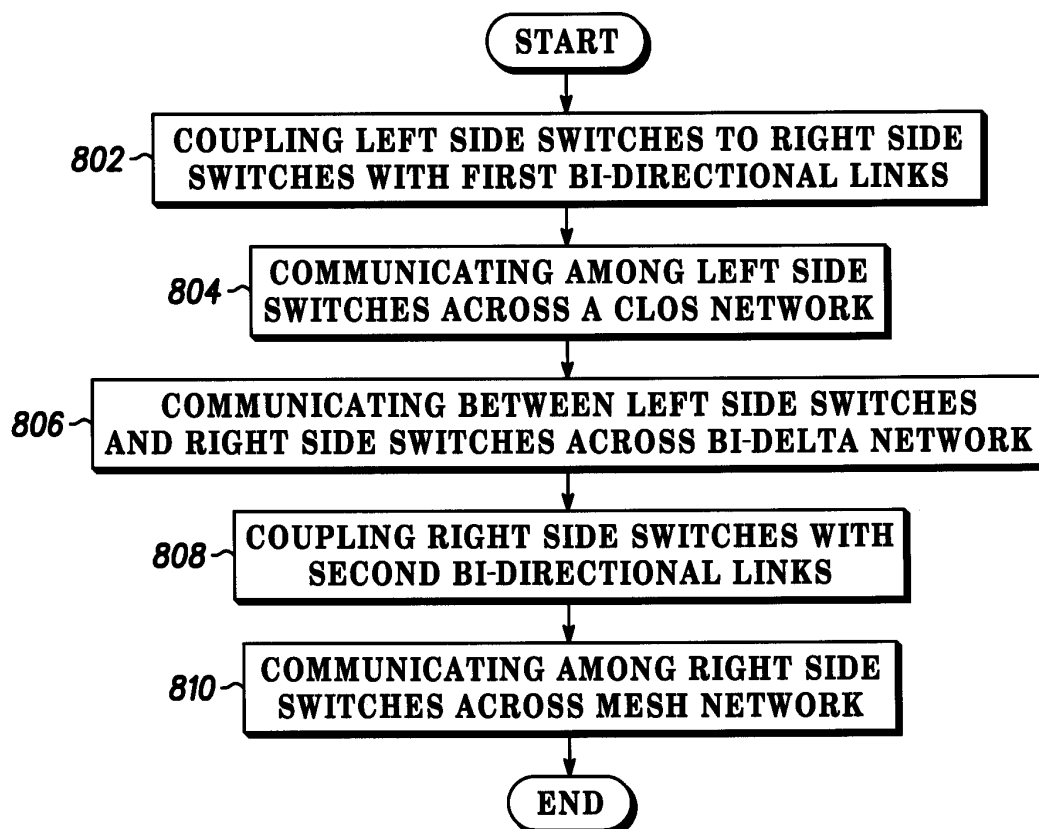 START
802
COUPLING LEFT SIDE SWITCHES TO RIGHT SIDE
SWITCHES WITH FIRST BI-DIRECTIONAL LINKS
804
COMMUNICATING AMONG LEFT SIDE
SWITCHES ACROSS A CLOS NETWORK
806
COMMUNICATING BETWEEN LEFT SIDE SWITCHES
AND RIGHT SIDE SWITCHES ACROSS BI-DELTA NETWORK
808
COUPLING RIGHT SIDE SWITCHES WITH
SECOND BI-DIRECTIONAL LINKS
810
COMMUNICATING AMONG RIGHT SIDE
SWITCHES ACROSS MESH NETWORK
END